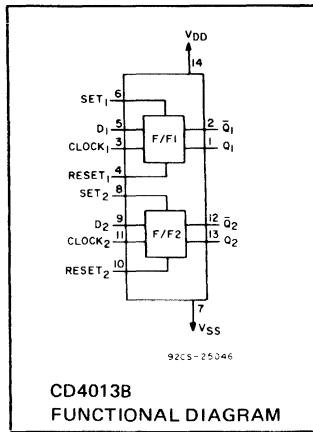 VDD
14
6
SET1
5
D1
F/F1
2
Q̅1
3
CLOCK1
1
Q1
4
RESET1
8
SET2
9
D2
F/F2
12
Q̅2
11
CLOCK2
13
Q2
10
RESET2
7
VSS
92CS-25046
CD4013B
FUNCTIONAL DIAGRAM